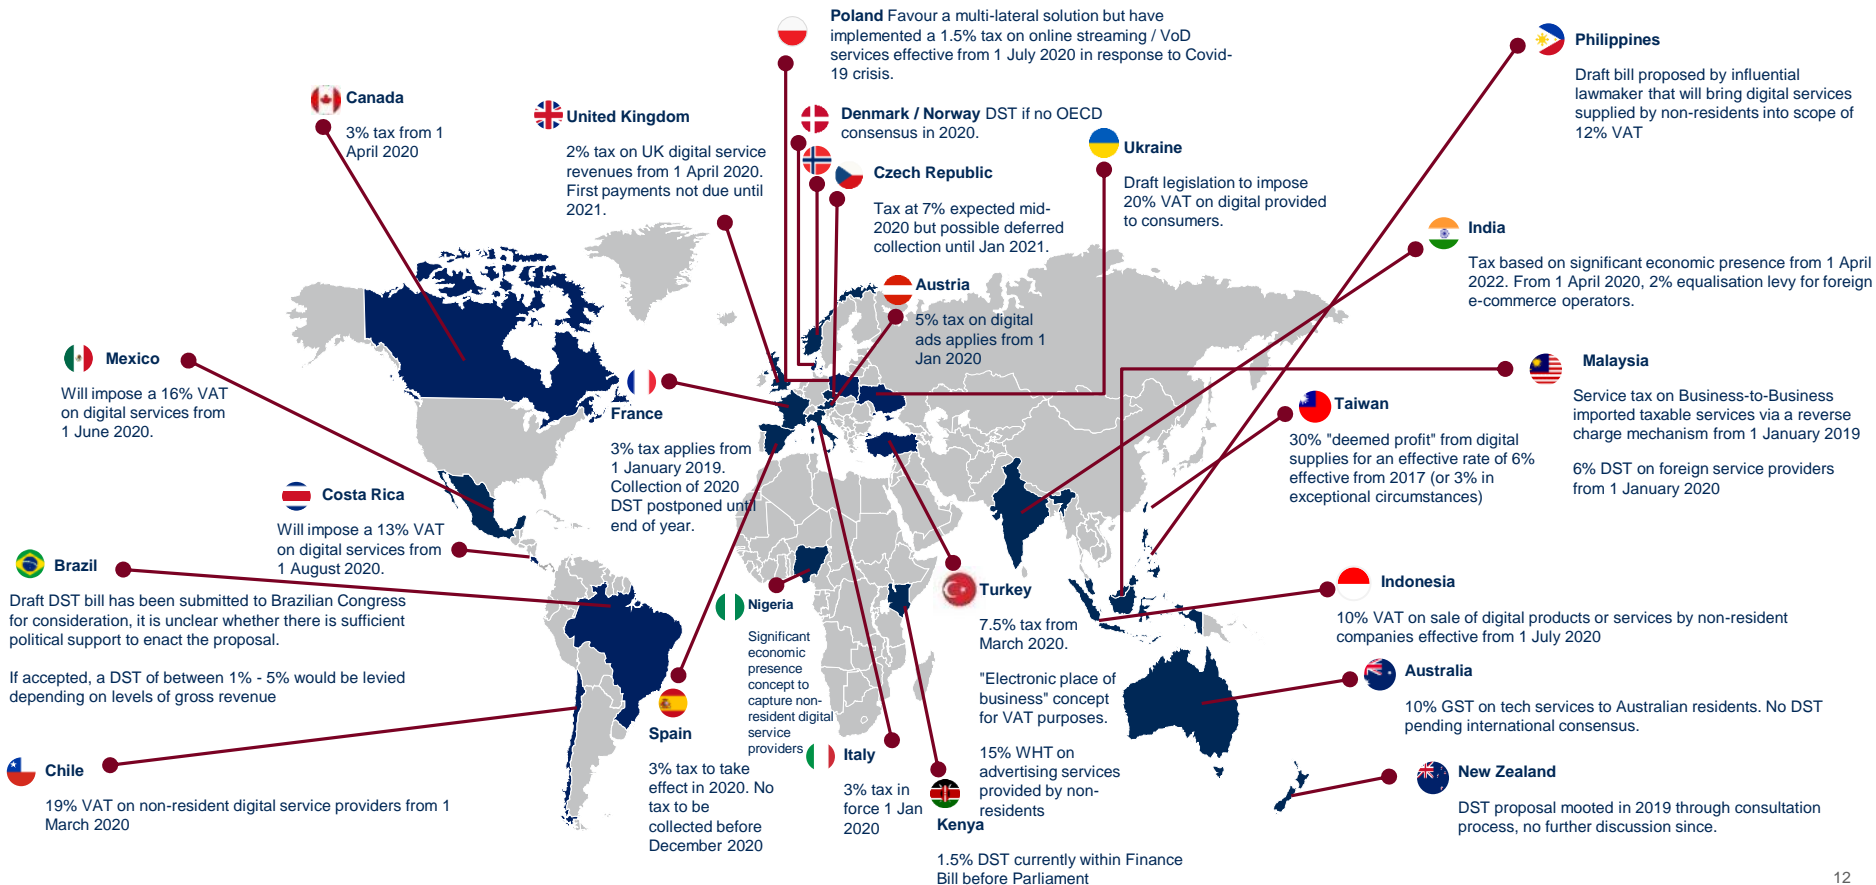 Poland Favour a multi-lateral solution but have
implemented a 1.5% tax on online streaming / VoD
services effective from 1 July 2020 in response to Covid-
19 crisis.
Philippines
Draft bill proposed by influential
lawmaker that will bring digital services
supplied by non-residents into scope of
12% VAT
Canada
3% tax from 1
April 2020
United Kingdom
2% tax on UK digital service
revenues from 1 April 2020.
First payments not due until
2021.
Denmark / Norway DST if no OECD
consensus in 2020.
Czech Republic
Tax at 7% expected mid-
2020 but possible deferred
collection until Jan 2021.
Ukraine
Draft legislation to impose
20% VAT on digital provided
to consumers.
India
Tax based on significant economic presence from 1 April
2022. From 1 April 2020, 2% equalisation levy for foreign
e-commerce operators.
Austria
5% tax on digital
ads applies from 1
Jan 2020
Mexico
Will impose a 16% VAT
on digital services from
1 June 2020.
France
3% tax applies from
1 January 2019.
Collection of 2020
DST postponed until
end of year.
Malaysia
Service tax on Business-to-Business
imported taxable services via a reverse
charge mechanism from 1 January 2019
6% DST on foreign service providers
from 1 January 2020
Taiwan
30% "deemed profit" from digital
supplies for an effective rate of 6%
effective from 2017 (or 3% in
exceptional circumstances)
Costa Rica
Will impose a 13% VAT
on digital services from
1 August 2020.
Brazil
Draft DST bill has been submitted to Brazilian Congress
for consideration, it is unclear whether there is sufficient
political support to enact the proposal.
If accepted, a DST of between 1% - 5% would be levied
depending on levels of gross revenue
Nigeria
Significant
economic
presence
concept to
capture non-
resident digital
service
providers
Turkey
7.5% tax from
March 2020.
"Electronic place of
business" concept
for VAT purposes.
15% WHT on
advertising services
provided by non-
residents
Indonesia
10% VAT on sale of digital products or services by non-resident
companies effective from 1 July 2020
Australia
10% GST on tech services to Australian residents. No DST
pending international consensus.
Spain
3% tax to take
effect in 2020. No
tax to be
collected before
December 2020
Italy
3% tax in
force 1 Jan
2020
Chile
19% VAT on non-resident digital service providers from 1
March 2020
New Zealand
DST proposal mooted in 2019 through consultation
process, no further discussion since.
Kenya
1.5% DST currently within Finance
Bill before Parliament
12